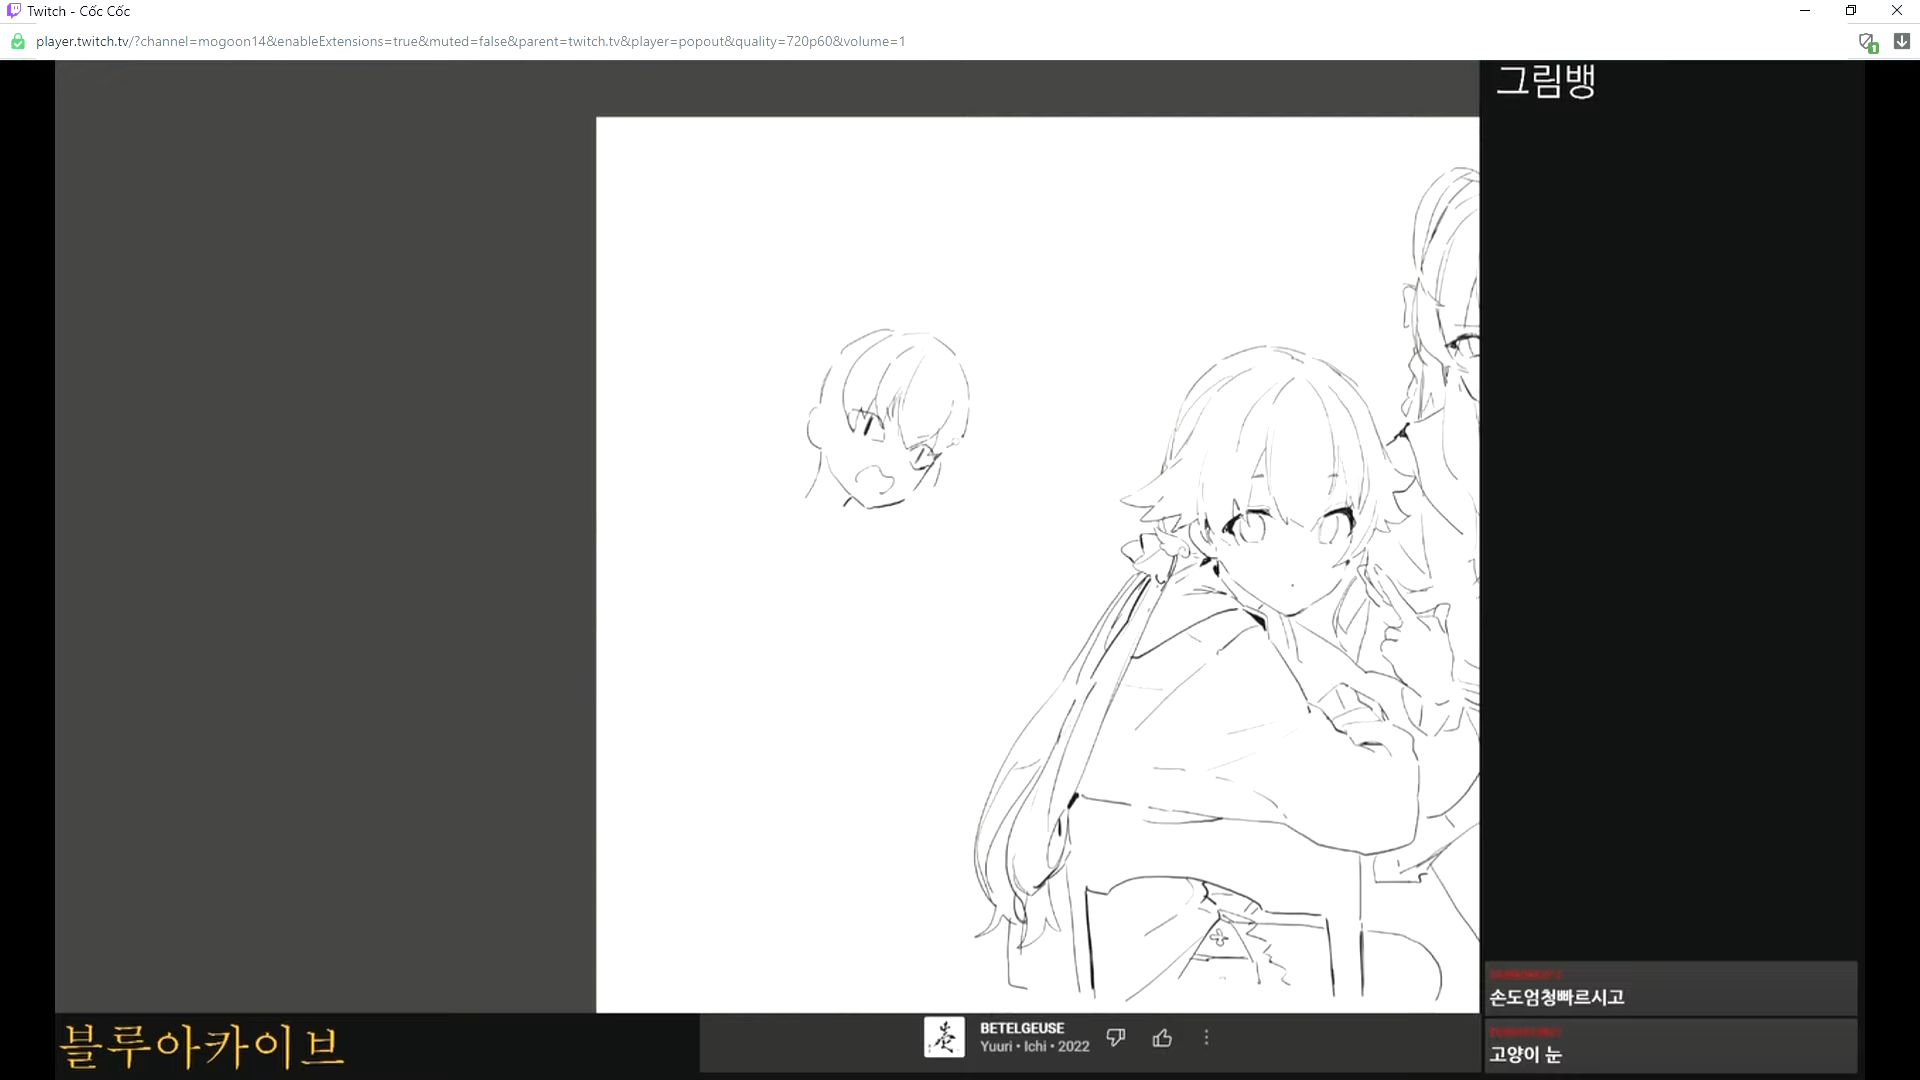 Twitch - Cốc Cốc
player.twitch.tv/?channel=mogoon14&enableExtensions=true&muted=false&parent=twitch.tv&player=popout&quality=720p60&volume=1
1
그림뱅
손도엄청빠르시고
고양이 눈
블루아카이브
壱
BETELGEUSE
Yuuri • Ichi • 2022